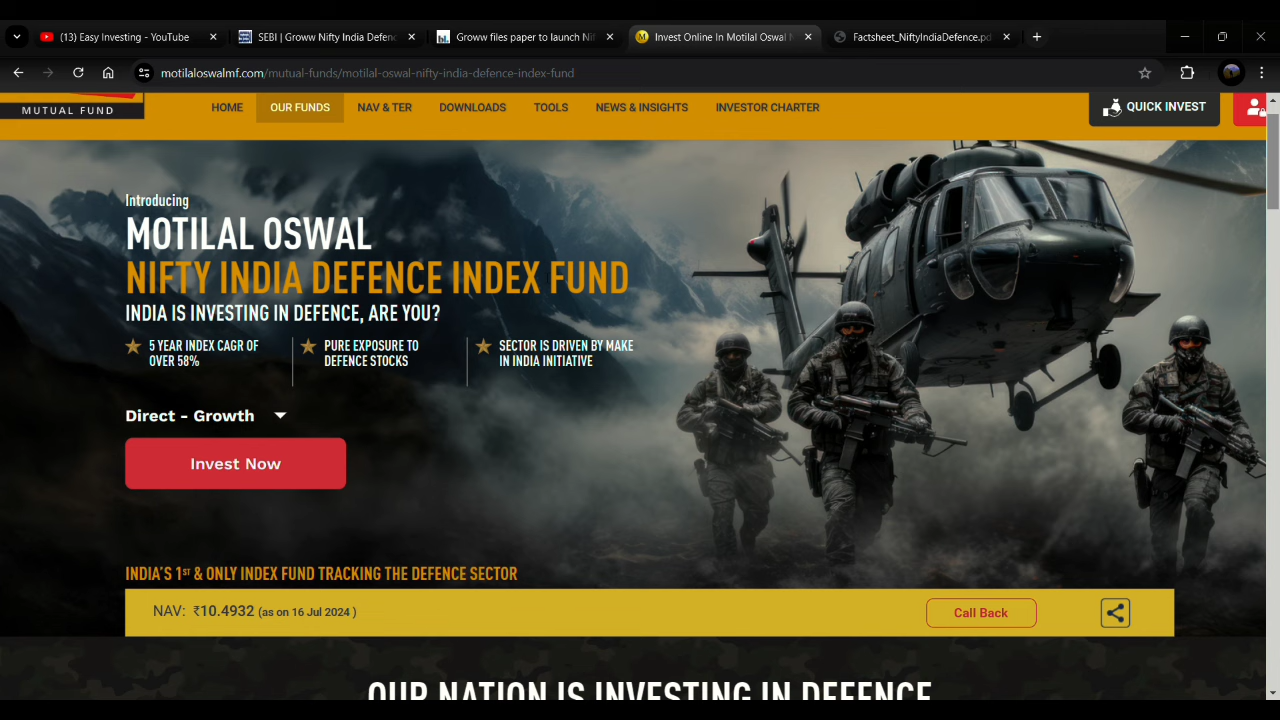 (13) Easy Investing - YouTube
SEBI | Groww Nifty India Defenc
Groww files paper to launch Nif
Invest Online In Motilal Oswal N
Factsheet_NiftyIndiaDefence.pd
motilaloswalmf.com/mutual-funds/motilal-oswal-nifty-india-defence-index-fund
MUTUAL FUND
HOME
OUR FUNDS
NAV & TER
DOWNLOADS
TOOLS
NEWS & INSIGHTS
INVESTOR CHARTER
QUICK INVEST
Introducing
MOTILAL OSWAL
NIFTY INDIA DEFENCE INDEX FUND
INDIA IS INVESTING IN DEFENCE, ARE YOU?
5 YEAR INDEX CAGR OF
OVER 58%
PURE EXPOSURE TO
DEFENCE STOCKS
SECTOR IS DRIVEN BY MAKE
IN INDIA INITIATIVE
Direct - Growth
Invest Now
INDIA'S 1ST & ONLY INDEX FUND TRACKING THE DEFENCE SECTOR
NAV: ₹10.4932 (as on 16 Jul 2024 )
Call Back
OUR NATION IS INVESTING IN DEFENCE